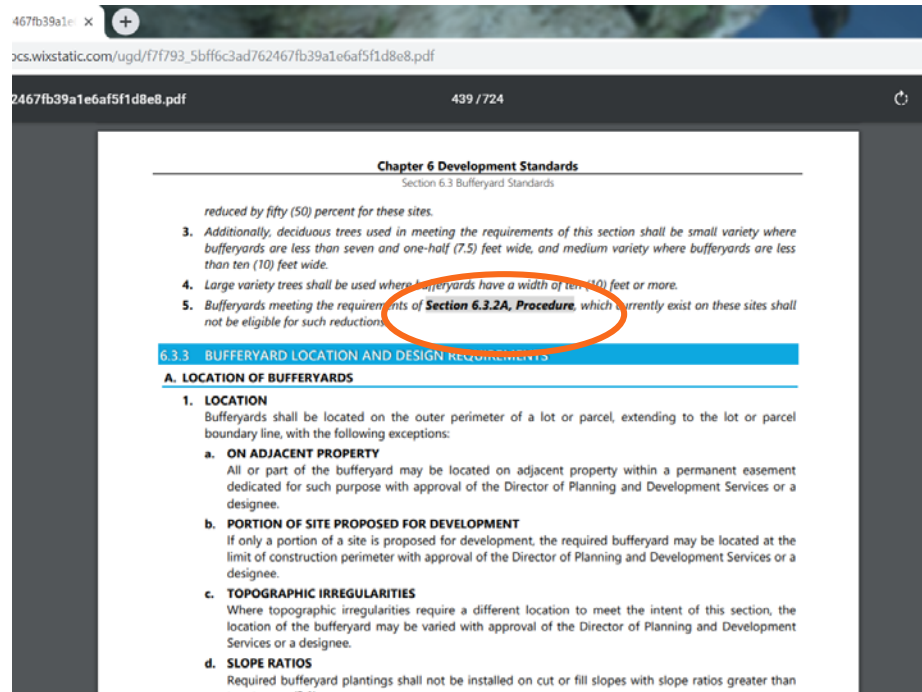 467fb39a1e
ocs.wixstatic.com/ugd/f7f793_5bff6c3ad762467fb39a1e6af5f1d8e8.pdf
2467fb39a1e6af5f1d8e8.pdf
439 / 724
Chapter 6 Development Standards
Section 6.3 Bufferyard Standards
reduced by fifty (50) percent for these sites.
3. Additionally, deciduous trees used in meeting the requirements of this section shall be small variety where
bufferyards are less than seven and one-half (7.5) feet wide, and medium variety where bufferyards are less
than ten (10) feet wide.
4. Large variety trees shall be used where bufferyards have a width of ten (10) feet or more.
5. Bufferyards meeting the requirements of Section 6.3.2A, Procedure, which currently exist on these sites shall
not be eligible for such reductions.
6.3.3 BUFFERYARD LOCATION AND DESIGN REQUIREMENTS
A. LOCATION OF BUFFERYARDS
1. LOCATION
Bufferyards shall be located on the outer perimeter of a lot or parcel, extending to the lot or parcel
boundary line, with the following exceptions:
a. ON ADJACENT PROPERTY
All or part of the bufferyard may be located on adjacent property within a permanent easement
dedicated for such purpose with approval of the Director of Planning and Development Services or a
designee.
b. PORTION OF SITE PROPOSED FOR DEVELOPMENT
If only a portion of a site is proposed for development, the required bufferyard may be located at the
limit of construction perimeter with approval of the Director of Planning and Development Services or a
designee.
c. TOPOGRAPHIC IRREGULARITIES
Where topographic irregularities require a different location to meet the intent of this section, the
location of the bufferyard may be varied with approval of the Director of Planning and Development
Services or a designee.
d. SLOPE RATIOS
Required bufferyard plantings shall not be installed on cut or fill slopes with slope ratios greater than